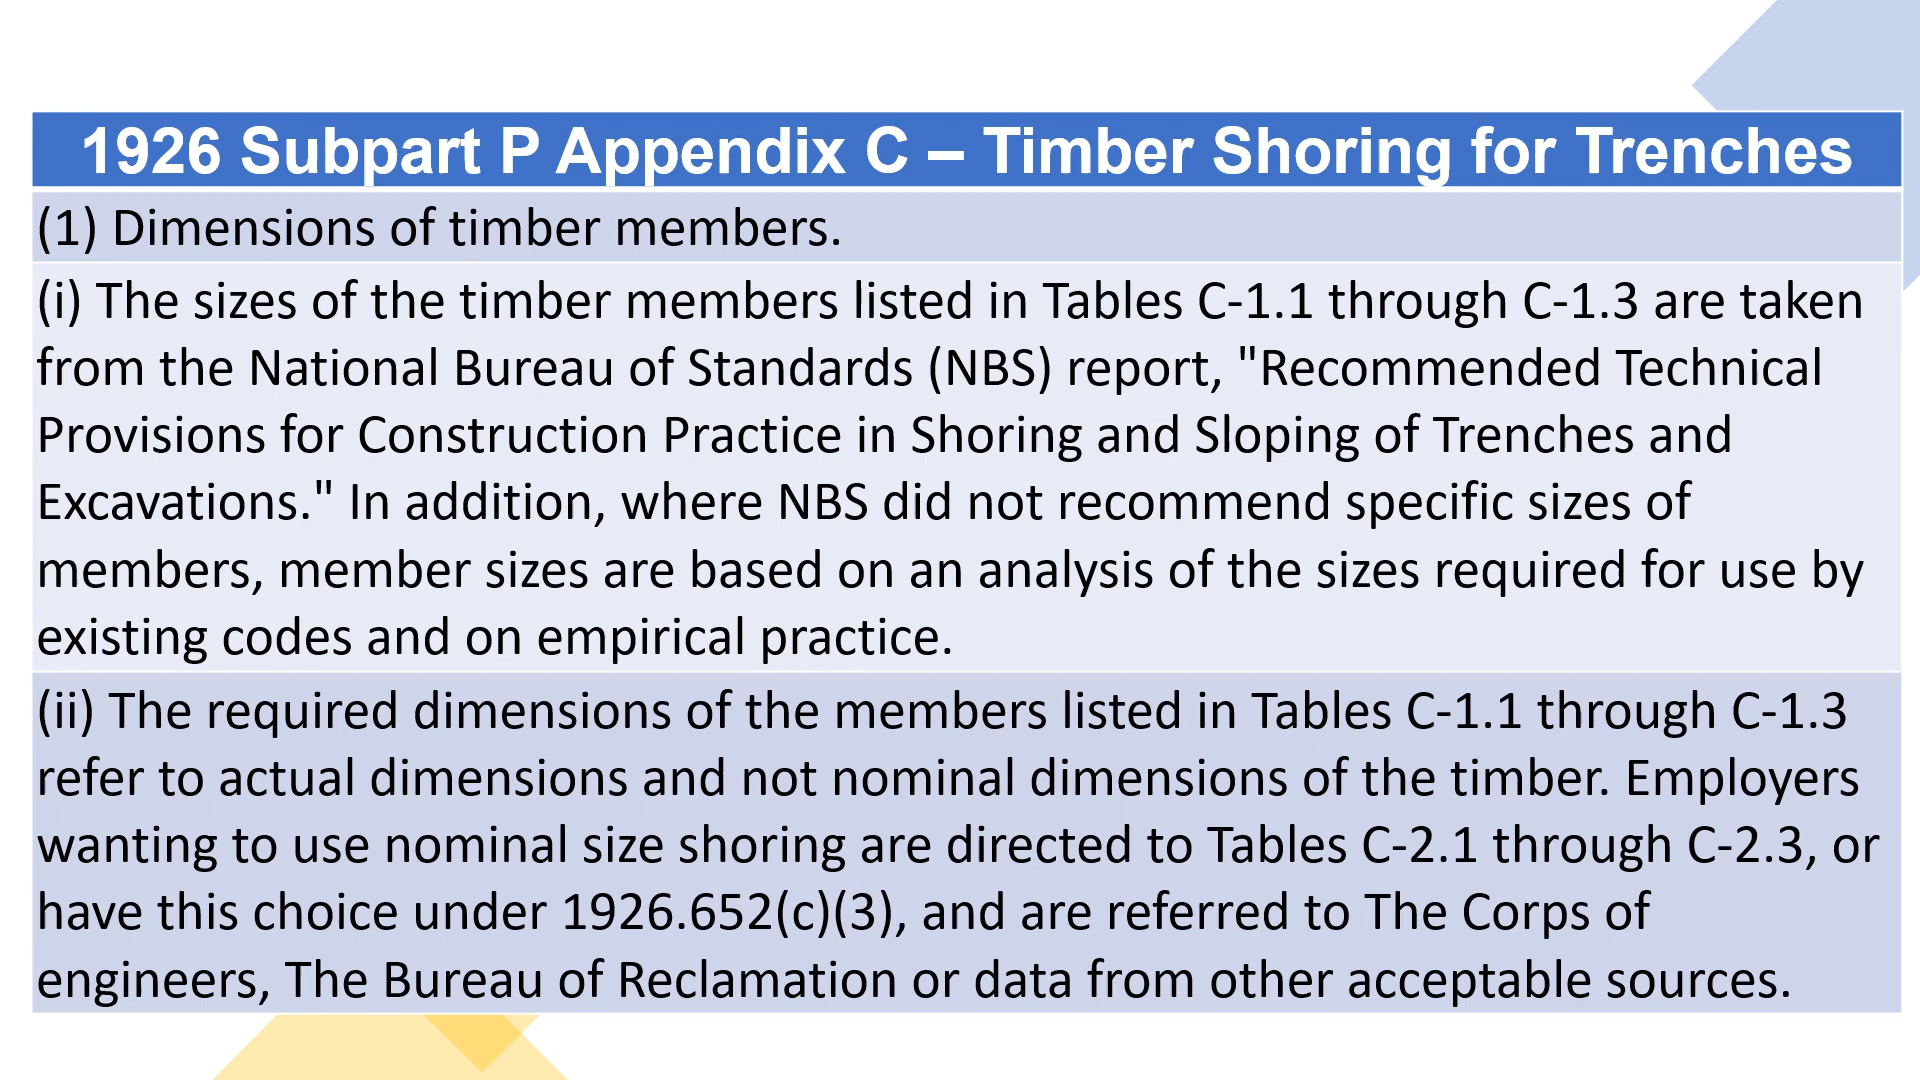 1926 Subpart P Appendix C – Timber Shoring for Trenches
(1) Dimensions of timber members.
(i) The sizes of the timber members listed in Tables C-1.1 through C-1.3 are taken
from the National Bureau of Standards (NBS) report, "Recommended Technical
Provisions for Construction Practice in Shoring and Sloping of Trenches and
Excavations." In addition, where NBS did not recommend specific sizes of
members, member sizes are based on an analysis of the sizes required for use by
existing codes and on empirical practice.
(ii) The required dimensions of the members listed in Tables C-1.1 through C-1.3
refer to actual dimensions and not nominal dimensions of the timber. Employers
wanting to use nominal size shoring are directed to Tables C-2.1 through C-2.3, or
have this choice under 1926.652(c)(3), and are referred to The Corps of
engineers, The Bureau of Reclamation or data from other acceptable sources.